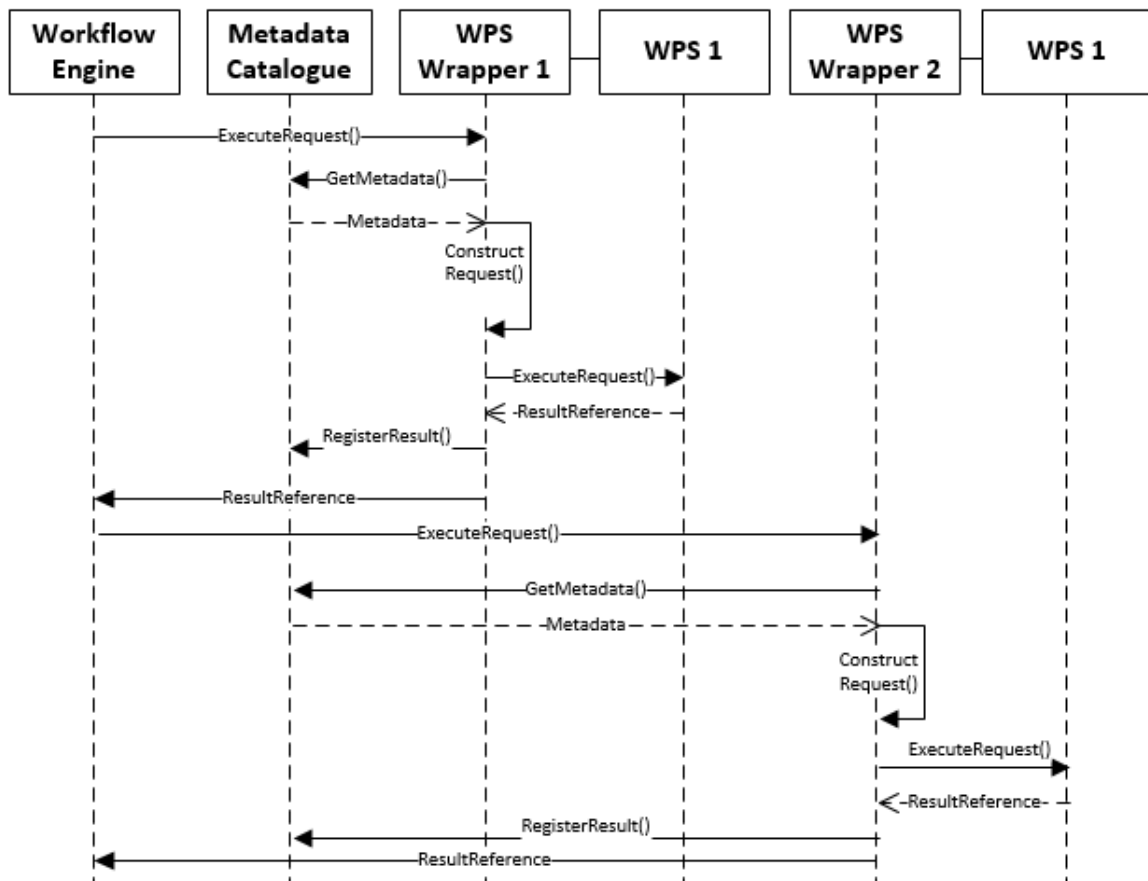 Workflow
Engine
Metadata
Catalogue
WPS
Wrapper 1
WPS 1
WPS
Wrapper 2
WPS 1
ExecuteRequest()
GetMetadata()
Metadata
Construct
Request()
ExecuteRequest()
ResultReference
RegisterResult()
ResultReference
ExecuteRequest()
GetMetadata()
Metadata
Construct
Request()
ExecuteRequest()
ResultReference
RegisterResult()
ResultReference